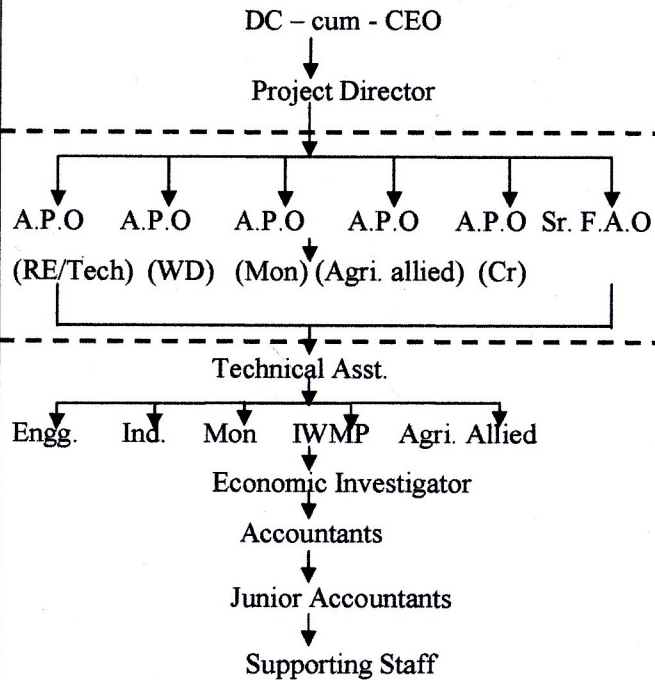 DC – cum - CEO
Project Director
A.P.O A.P.O A.P.O A.P.O A.P.O Sr. F.A.O
(RE/Tech) (WD) (Mon) (Agri. allied) (Cr)
Technical Asst.
Engg. Ind. Mon IWMP Agri. Allied
Economic Investigator
Accountants
Junior Accountants
Supporting Staff